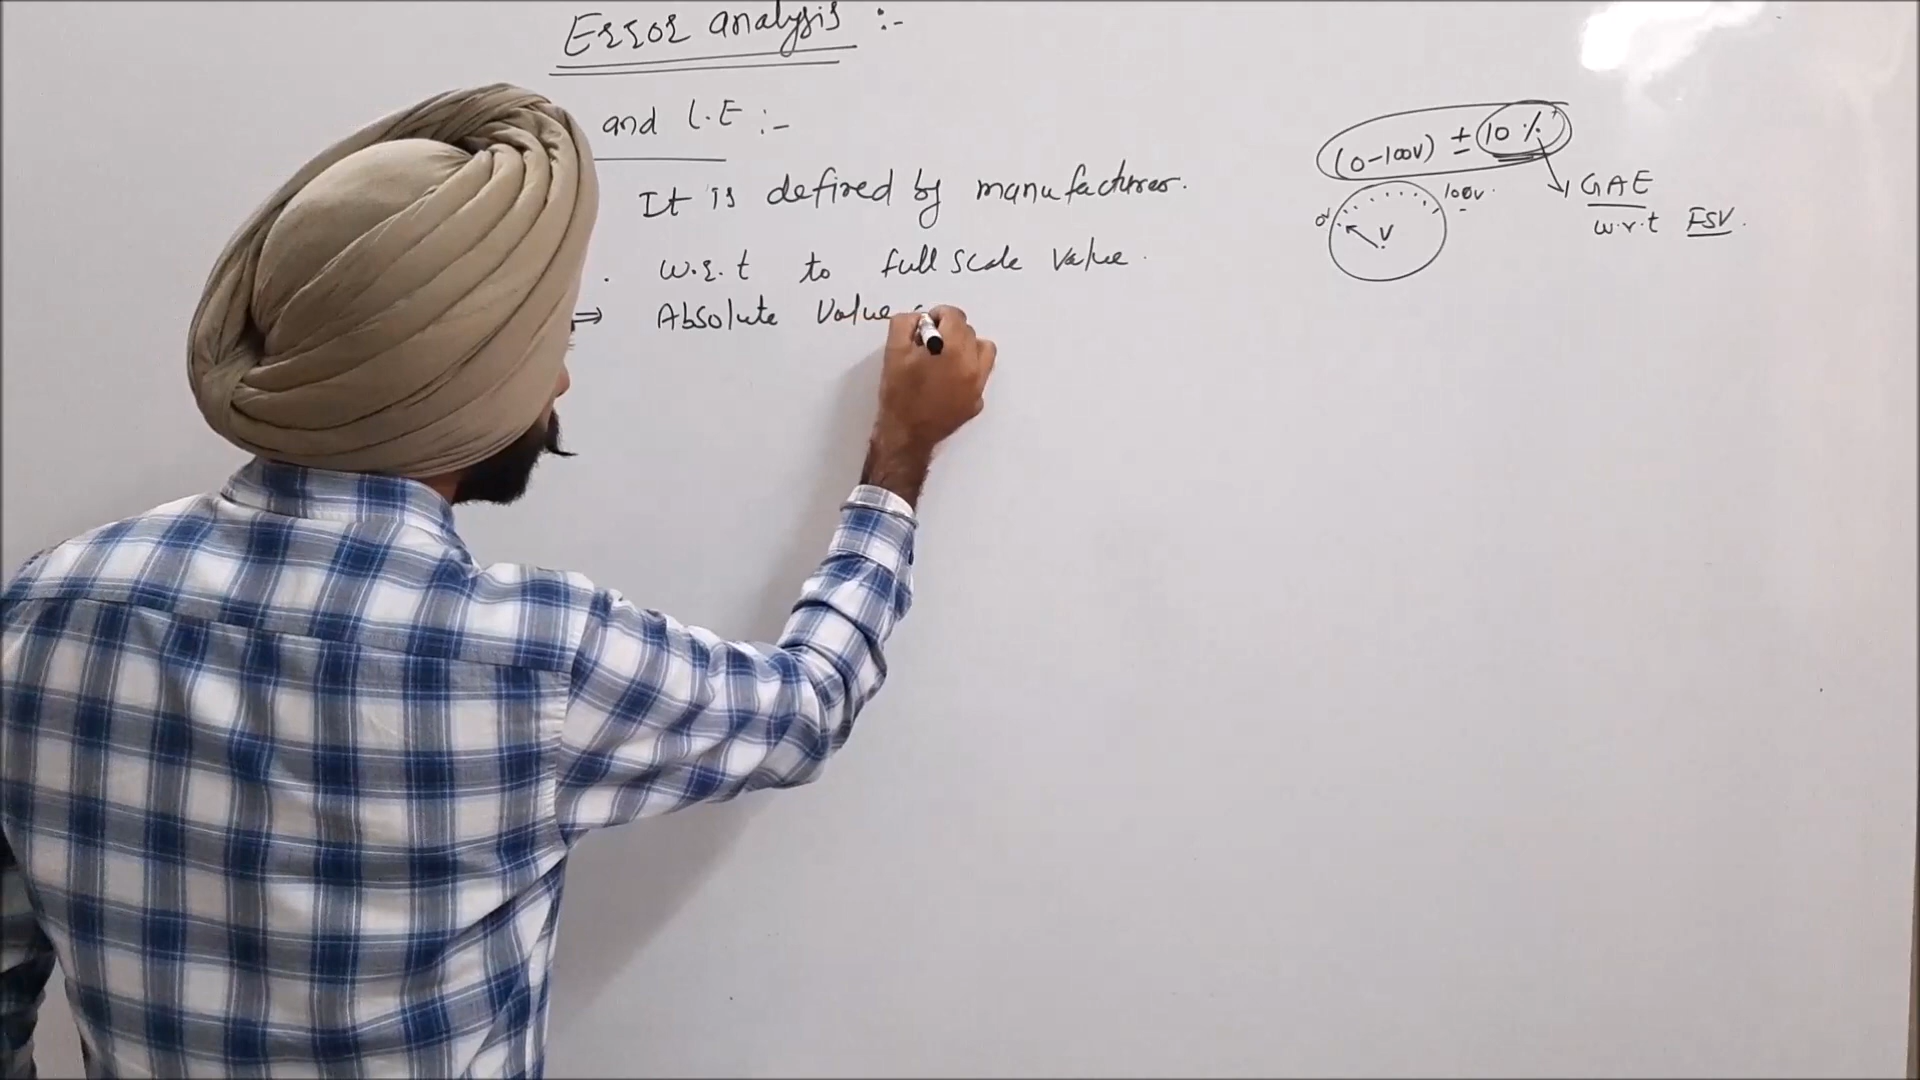 Error analysis :-
and L.E :-
It is defined by manufacturer.
. w.r.t to full scale value.
⇒ Absolute Value
(0-100V) ± 10 %
GAE
w.r.t FSV.
0V
100V.
V